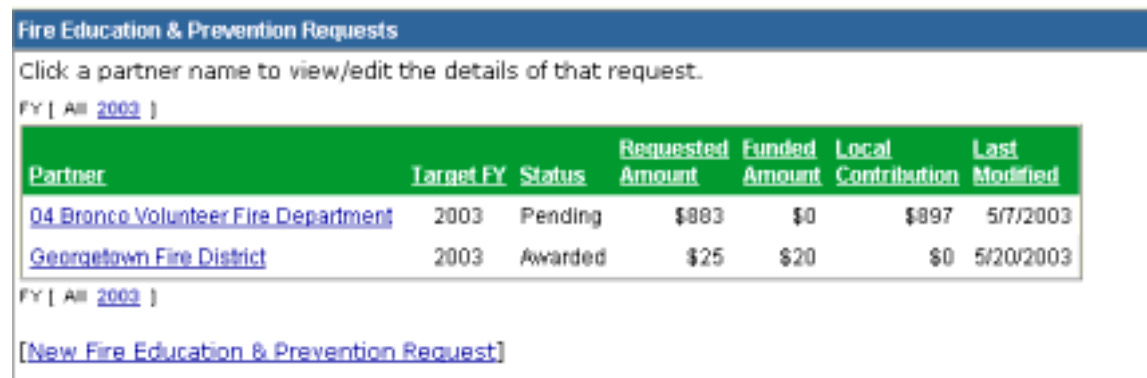 Fire Education & Prevention Requests
Click a partner name to view/edit the details of that request.
FY [ All 2003 ]
Partner Target FY Status Requested Amount Funded Amount Local Contribution Last Modified
04 Bronco Volunteer Fire Department 2003 Pending $883 $0 $897 5/7/2003
Georgetown Fire District 2003 Awarded $25 $20 $0 5/20/2003
FY [ All 2003 ]
[New Fire Education & Prevention Request]